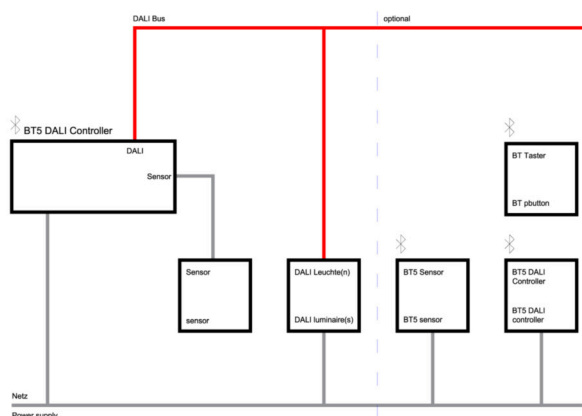 DALI Bus
optional
BT5 DALI Controller
DALI
Sensor
BT Taster
BT pbutton
Sensor
sensor
DALI Leuchte(n)
DALI luminaire(s)
BT5 Sensor
BT5 sensor
BT5 DALI
Controller
BT5 DALI
controller
Netz
Power supply